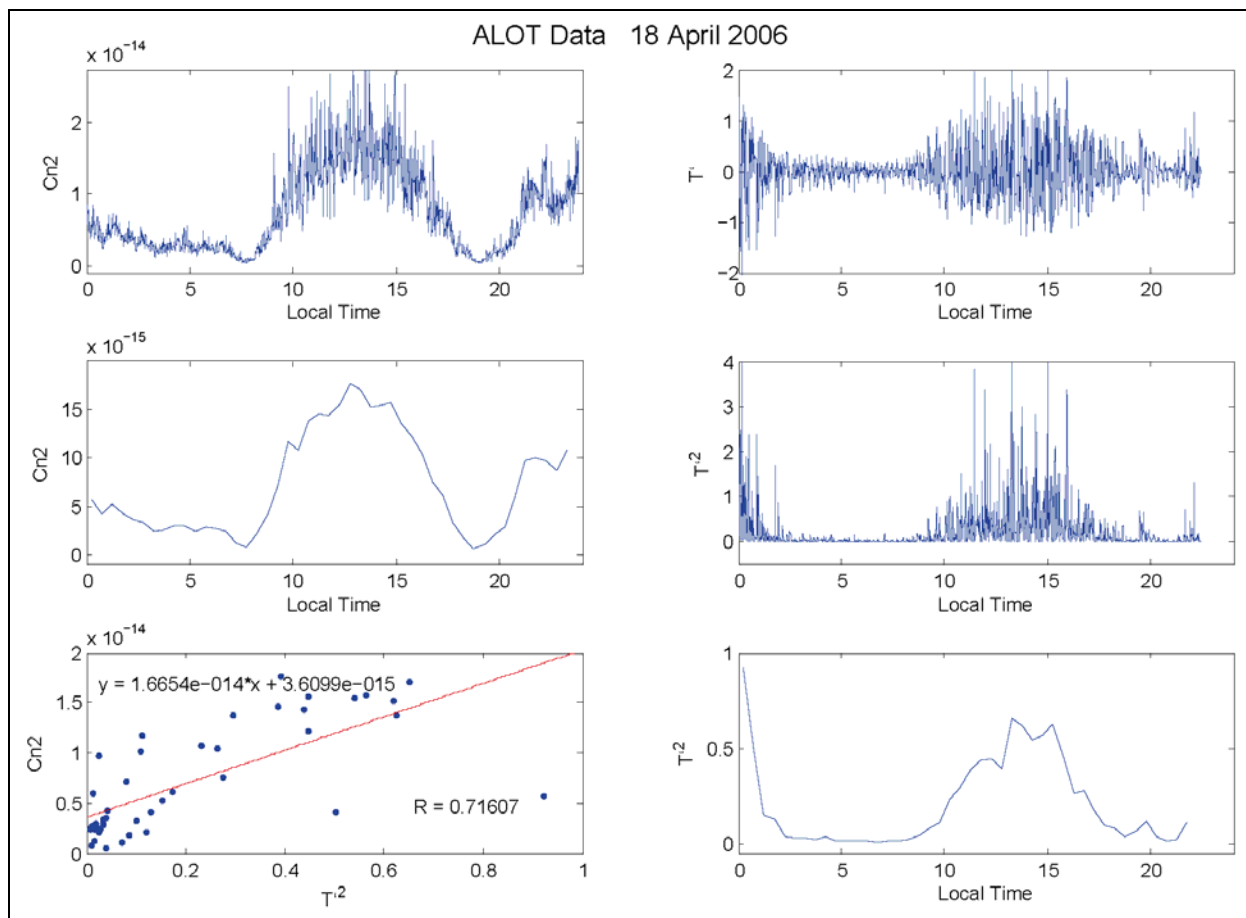 ALOT Data 18 April 2006
x 10⁻¹⁴
2
1
0
Cn2
0 5 10 15 20
Local Time
2
1
0
−1
−2
T'
0 5 10 15 20
Local Time
x 10⁻¹⁵
15
10
5
0
Cn2
0 5 10 15 20
Local Time
4
3
2
1
0
T'²
0 5 10 15 20
Local Time
x 10⁻¹⁴
2
1.5
1
0.5
0
Cn2
y = 1.6654e−014*x + 3.6099e−015
R = 0.71607
0 0.2 0.4 0.6 0.8 1
T'²
1
0.5
0
T'²
0 5 10 15 20
Local Time